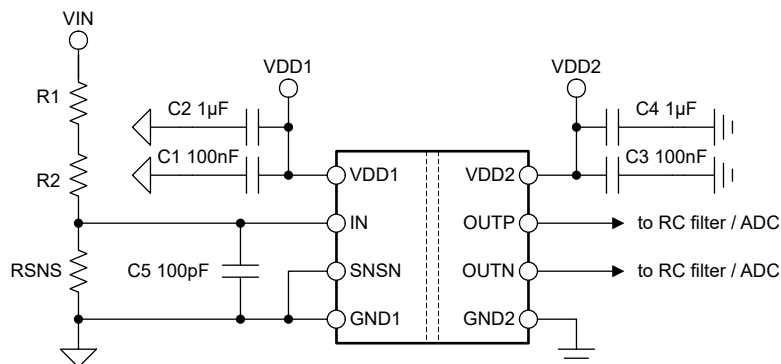 VIN
VDD1
VDD2
R1
C2 1µF
C4 1µF
C1 100nF
C3 100nF
R2
VDD1
VDD2
IN
OUTP
to RC filter / ADC
RSNS
C5 100pF
SNSN
OUTN
to RC filter / ADC
GND1
GND2